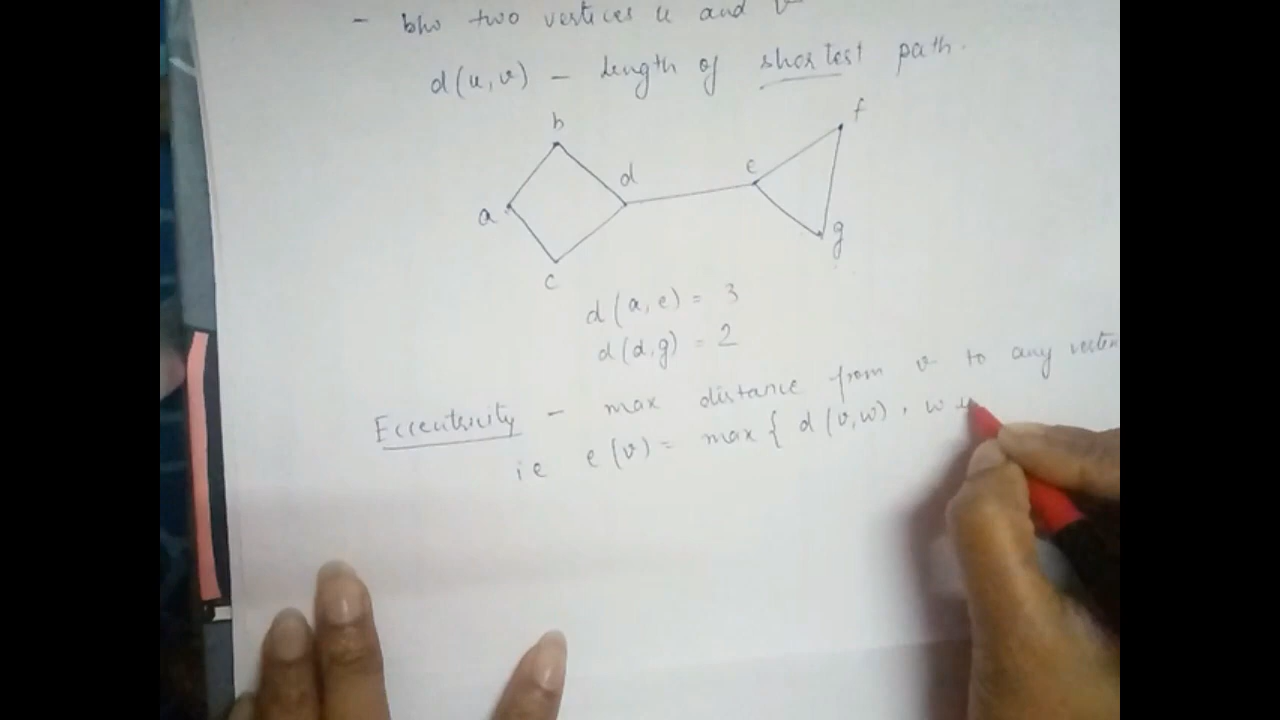 - b/w two vertices u and v
d(u,v) - length of shortest path.
b
f
d
e
a
g
c
d(a,e) = 3
d(d,g) = 2
Eccentricity - max distance from v to any vertex
ie e(v) = max { d(v,w), w